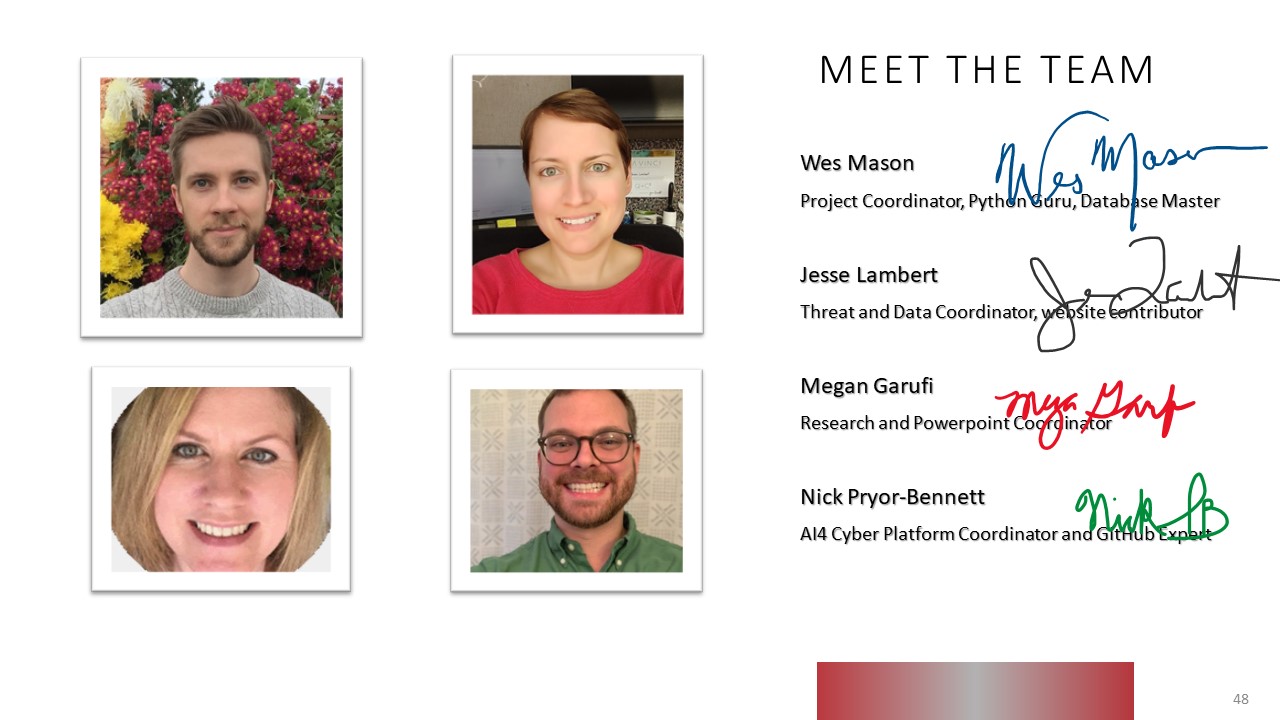 MEET THE TEAM
Wes Mason
Wes Mason
Project Coordinator, Python Guru, Database Master
Jesse Lambert
Threat and Data Coordinator, website contributor
Megan Garufi
Research and Powerpoint Coordinator
Nick Pryor-Bennett
Nick PB
AI4 Cyber Platform Coordinator and GitHub Expert
48